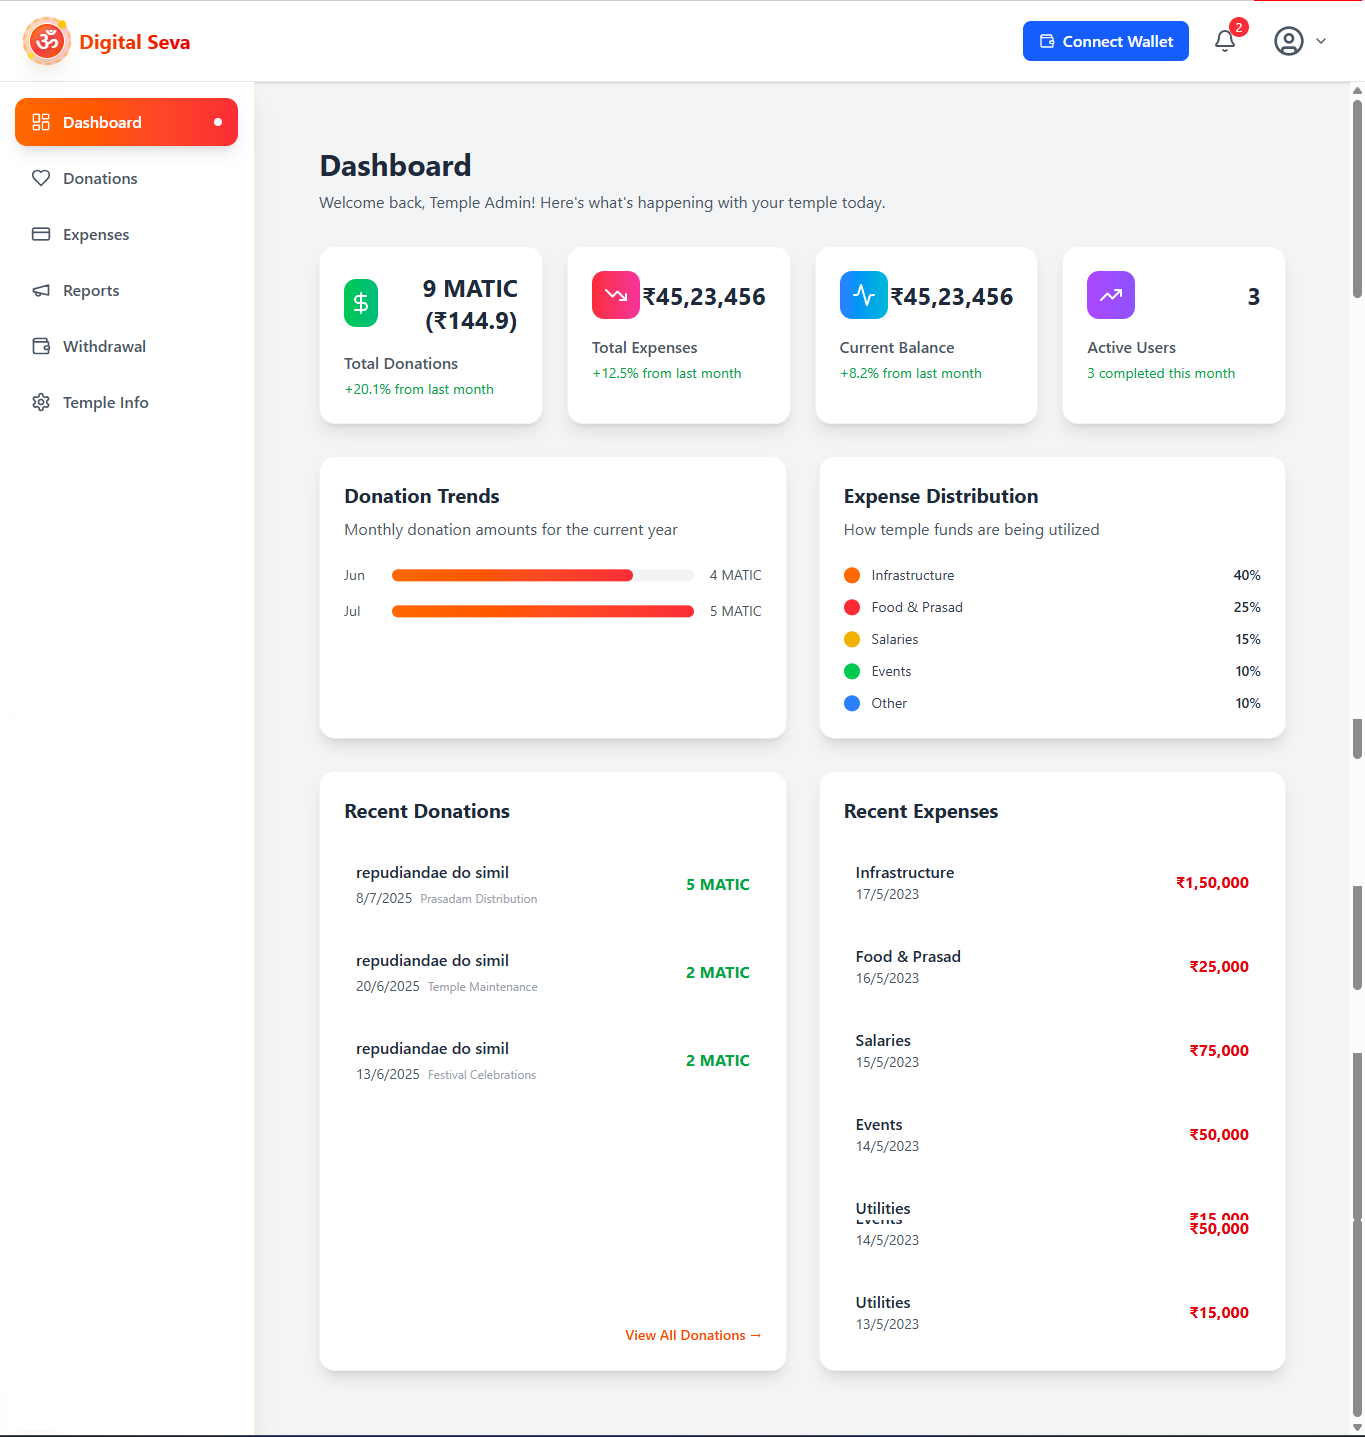 ॐ
Digital Seva
Connect Wallet
2
Dashboard
Donations
Expenses
Reports
Withdrawal
Temple Info
Dashboard
Welcome back, Temple Admin! Here's what's happening with your temple today.
$
9 MATIC
(₹144.9)
Total Donations
+20.1% from last month
₹45,23,456
Total Expenses
+12.5% from last month
₹45,23,456
Current Balance
+8.2% from last month
3
Active Users
3 completed this month
Donation Trends
Monthly donation amounts for the current year
Jun 4 MATIC
Jul 5 MATIC
Expense Distribution
How temple funds are being utilized
Infrastructure 40%
Food & Prasad 25%
Salaries 15%
Events 10%
Other 10%
Recent Donations
repudiandae do simil
5 MATIC
8/7/2025 Prasadam Distribution
repudiandae do simil
2 MATIC
20/6/2025 Temple Maintenance
repudiandae do simil
2 MATIC
13/6/2025 Festival Celebrations
View All Donations →
Recent Expenses
Infrastructure
₹1,50,000
17/5/2023
Food & Prasad
₹25,000
16/5/2023
Salaries
₹75,000
15/5/2023
Events
₹50,000
14/5/2023
Utilities
₹15,000
Events
₹50,000
14/5/2023
Utilities
₹15,000
13/5/2023